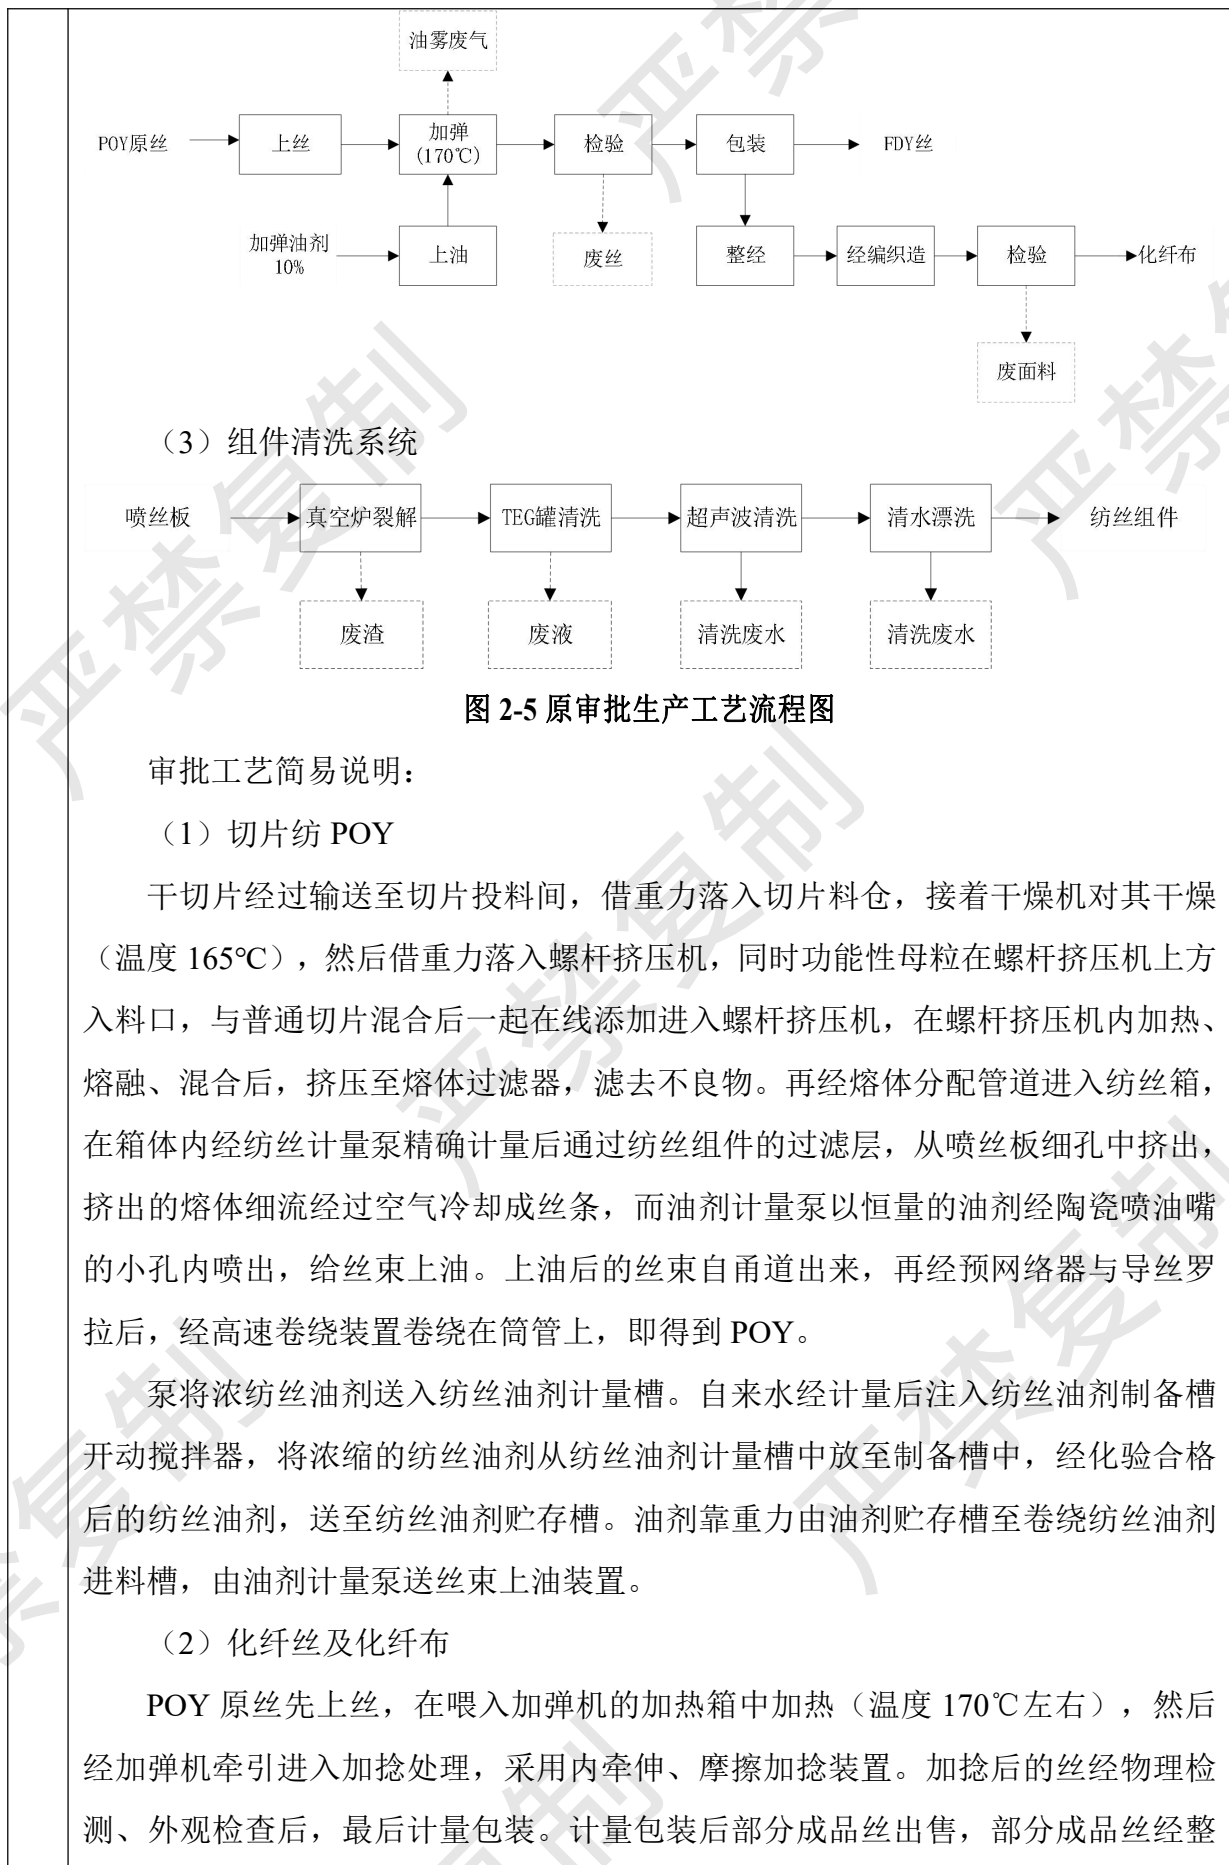 油雾废气
POY原丝 上丝 加弹 (170℃) 检验 包装 FDY丝
加弹油剂 10% 上油 废丝 整经 经编织造 检验 化纤布
废面料
（3）组件清洗系统
喷丝板 真空炉裂解 TEG罐清洗 超声波清洗 清水漂洗 纺丝组件
废渣 废液 清洗废水 清洗废水
图 2-5 原审批生产工艺流程图
审批工艺简易说明：
（1）切片纺 POY
干切片经过输送至切片投料间，借重力落入切片料仓，接着干燥机对其干燥
（温度 165℃），然后借重力落入螺杆挤压机，同时功能性母粒在螺杆挤压机上方
入料口，与普通切片混合后一起在线添加进入螺杆挤压机，在螺杆挤压机内加热、
熔融、混合后，挤压至熔体过滤器，滤去不良物。再经熔体分配管道进入纺丝箱，
在箱体内经纺丝计量泵精确计量后通过纺丝组件的过滤层，从喷丝板细孔中挤出，
挤出的熔体细流经过空气冷却成丝条，而油剂计量泵以恒量的油剂经陶瓷喷油嘴
的小孔内喷出，给丝束上油。上油后的丝束自甬道出来，再经预网络器与导丝罗
拉后，经高速卷绕装置卷绕在筒管上，即得到 POY。
泵将浓纺丝油剂送入纺丝油剂计量槽。自来水经计量后注入纺丝油剂制备槽
开动搅拌器，将浓缩的纺丝油剂从纺丝油剂计量槽中放至制备槽中，经化验合格
后的纺丝油剂，送至纺丝油剂贮存槽。油剂靠重力由油剂贮存槽至卷绕纺丝油剂
进料槽，由油剂计量泵送丝束上油装置。
（2）化纤丝及化纤布
POY 原丝先上丝，在喂入加弹机的加热箱中加热（温度 170℃左右），然后
经加弹机牵引进入加捻处理，采用内牵伸、摩擦加捻装置。加捻后的丝经物理检
测、外观检查后，最后计量包装。计量包装后部分成品丝出售，部分成品丝经整
严禁复制
严禁复制
严禁复制
严禁复制
严禁复制
严禁复制